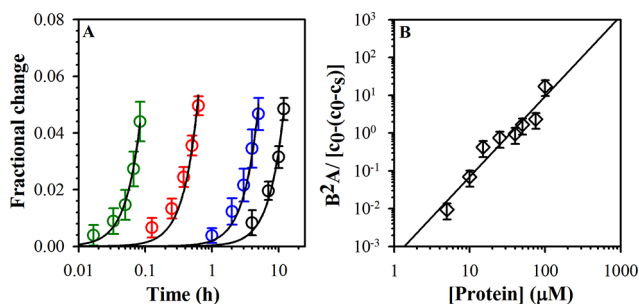 A
Fractional change
0.08
0.06
0.04
0.02
0.00
0.01 0.1 1 10
Time (h)
B
B²A/ [c₀-(c₀-cₛ)]
10³
10²
10¹
10⁰
10⁻¹
10⁻²
10⁻³
1 10 100 1000
[Protein] (μM)